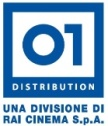 01
DISTRIBUTION
UNA DIVISIONE DI
RAI CINEMA S.p.A.